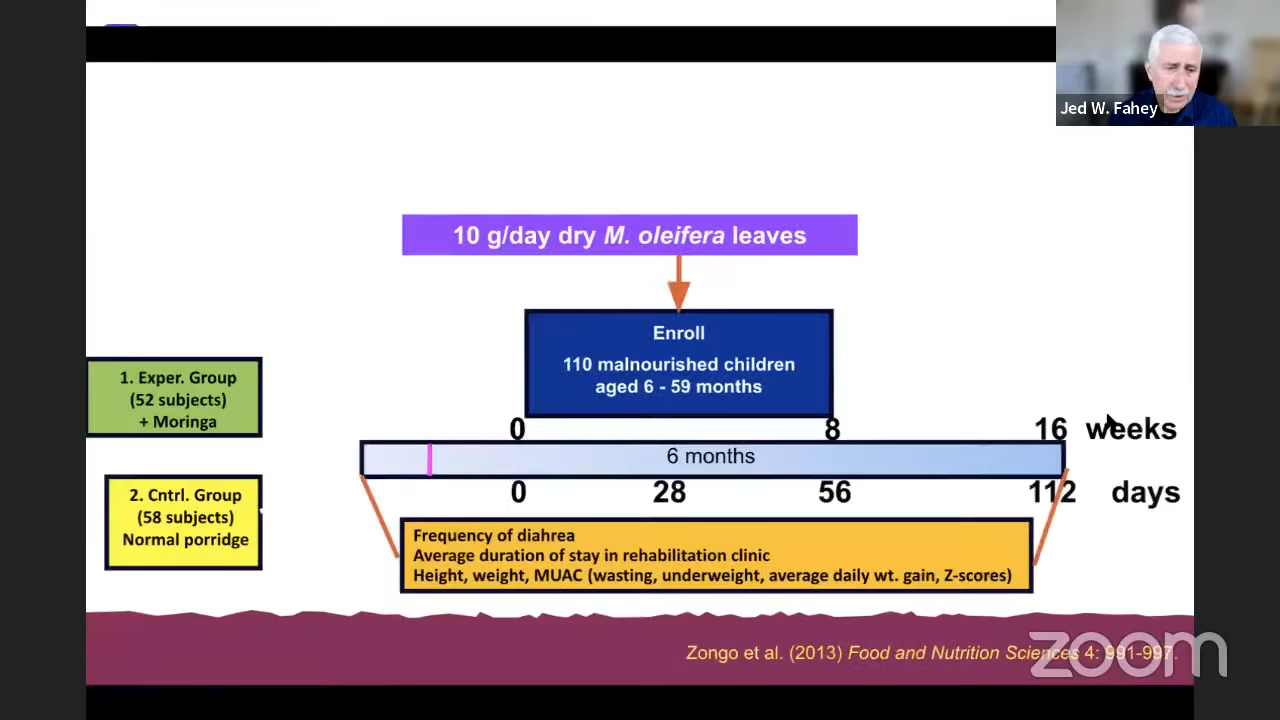 Jed W. Fahey
10 g/day dry M. oleifera leaves
Enroll
110 malnourished children
aged 6 - 59 months
1. Exper. Group
(52 subjects)
+ Moringa
0 8 16 weeks
6 months
2. Cntrl. Group
(58 subjects)
Normal porridge
0 28 56 112 days
Frequency of diahrea
Average duration of stay in rehabilitation clinic
Height, weight, MUAC (wasting, underweight, average daily wt. gain, Z-scores)
Zongo et al. (2013) Food and Nutrition Sciences 4: 991-997.
zoom